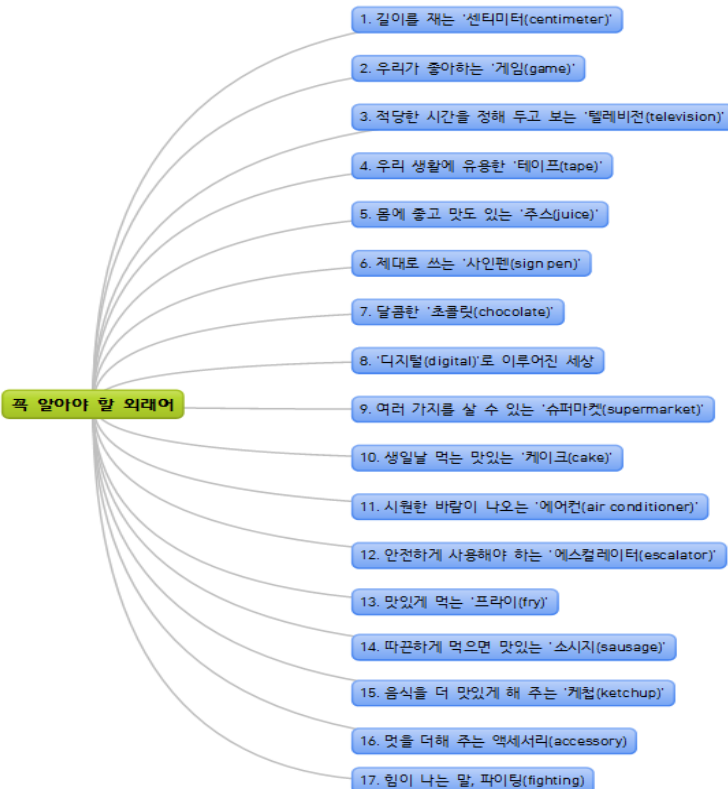 꼭 알아야 할 외래어
1. 길이를 재는 '센티미터(centimeter)'
2. 우리가 좋아하는 '게임(game)'
3. 적당한 시간을 정해 두고 보는 '텔레비전(television)'
4. 우리 생활에 유용한 '테이프(tape)'
5. 몸에 좋고 맛도 있는 '주스(juice)'
6. 제대로 쓰는 '사인펜(sign pen)'
7. 달콤한 '초콜릿(chocolate)'
8. '디지털(digital)'로 이루어진 세상
9. 여러 가지를 살 수 있는 '슈퍼마켓(supermarket)'
10. 생일날 먹는 맛있는 '케이크(cake)'
11. 시원한 바람이 나오는 '에어컨(air conditioner)'
12. 안전하게 사용해야 하는 '에스컬레이터(escalator)'
13. 맛있게 먹는 '프라이(fry)'
14. 따끈하게 먹으면 맛있는 '소시지(sausage)'
15. 음식을 더 맛있게 해 주는 '케첩(ketchup)'
16. 멋을 더해 주는 액세서리(accessory)
17. 힘이 나는 말, 파이팅(fighting)